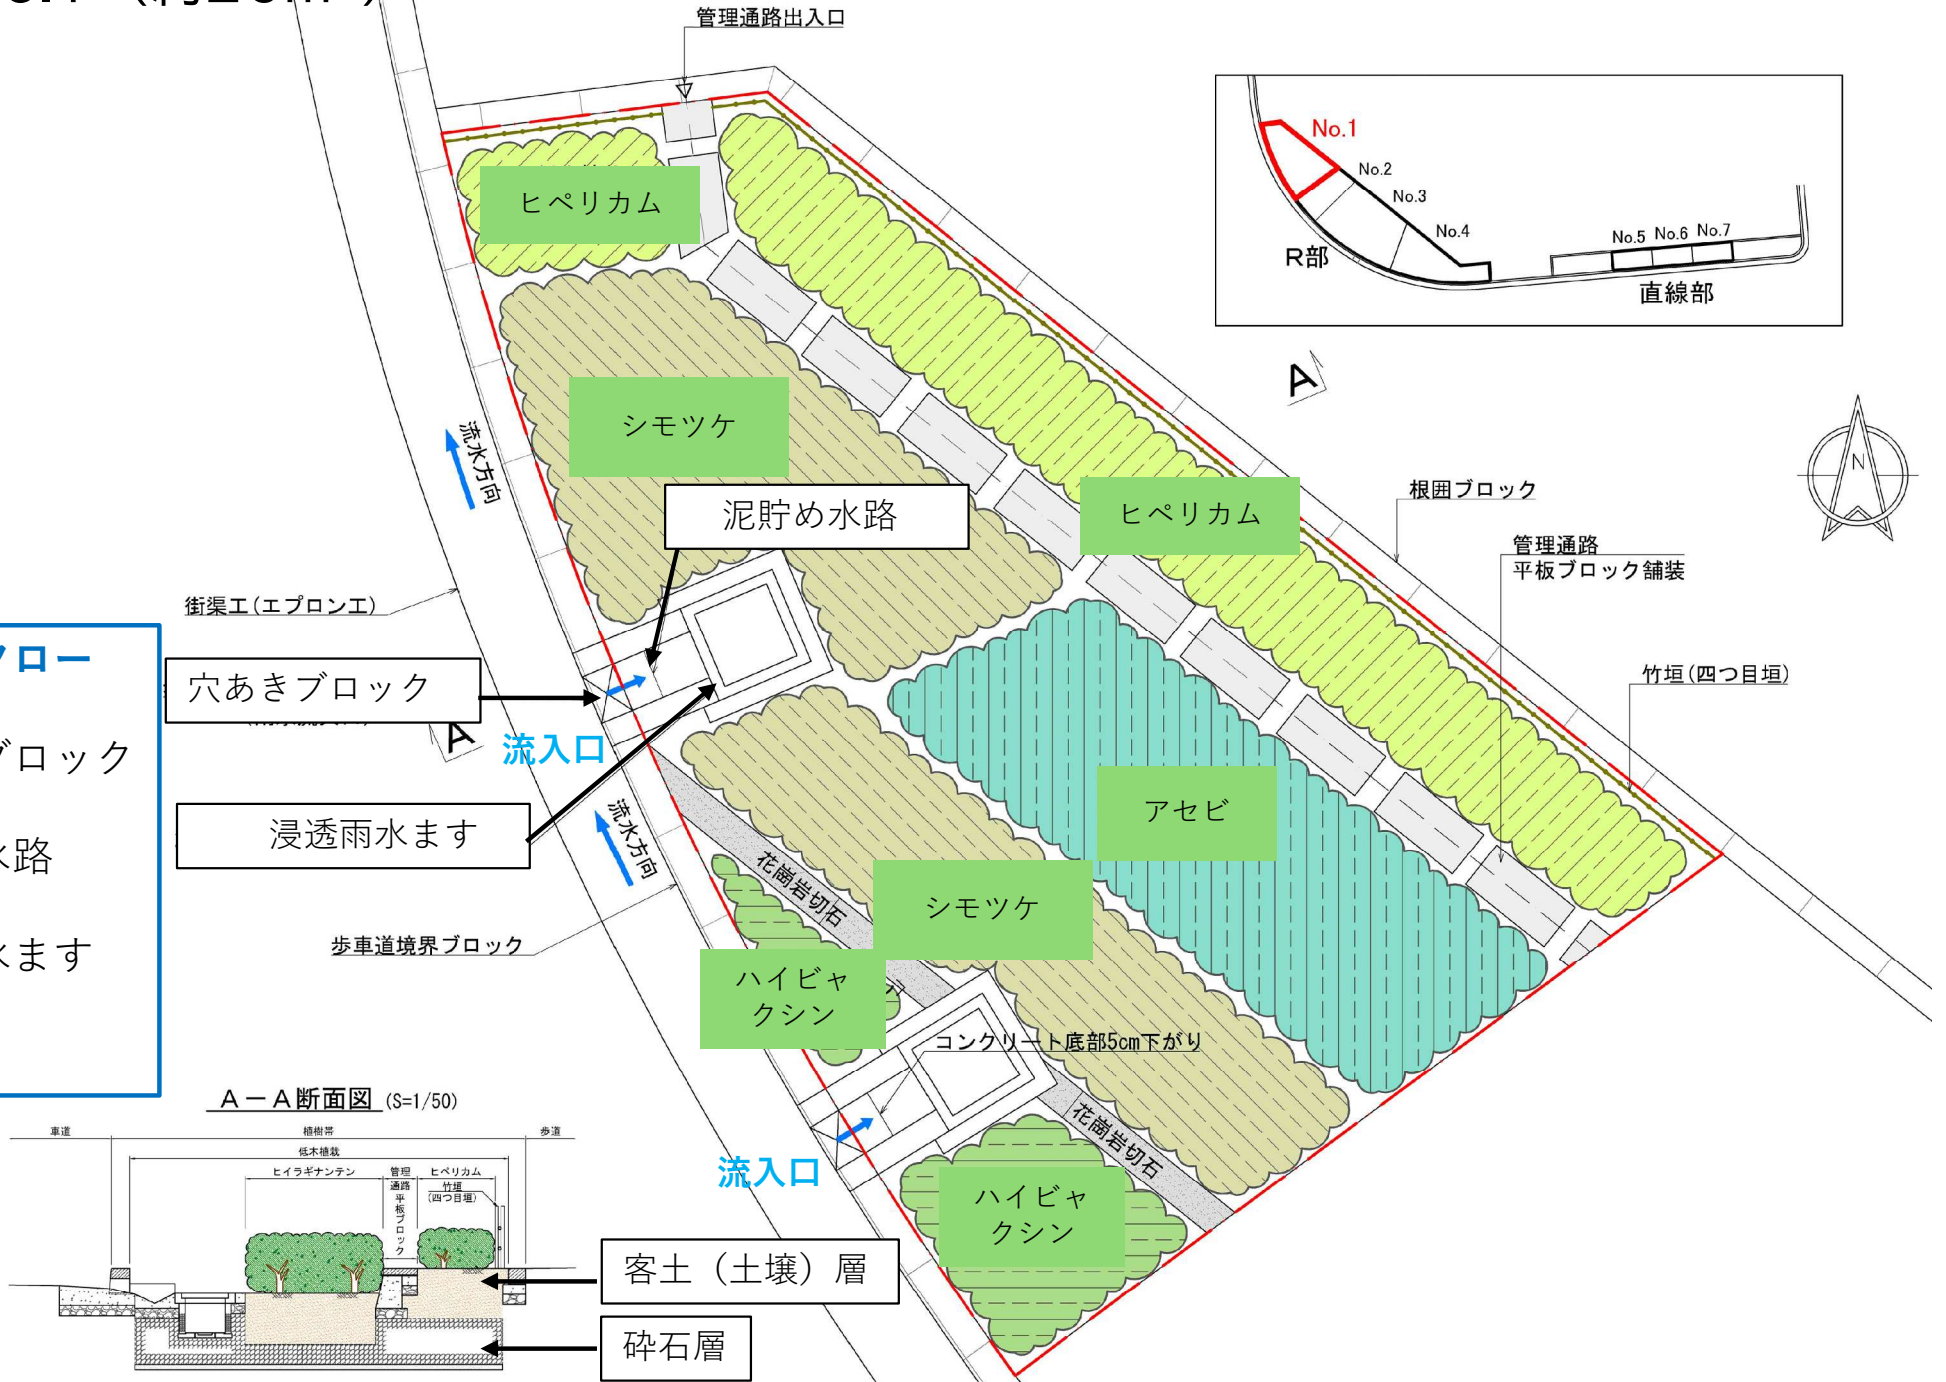 管理通路出入口
No.1
No.2
No.3
No.4
No.5 No.6 No.7
R部
直線部
ヒペリカム
シモツケ
A
N
流水方向
泥貯め水路
ヒペリカム
根囲ブロック
管理通路
平板ブロック舗装
街渠工(エプロン工)
フロー
穴あきブロック
竹垣(四つ目垣)
A
流入口
ブロック
アセビ
浸透雨水ます
流水方向
水路
花崗岩切石
シモツケ
歩車道境界ブロック
水ます
ハイビャ
クシン
コンクリート底部5cm下がり
花崗岩切石
流入口
ハイビャ
クシン
A－A断面図 (S=1/50)
車道
植樹帯
歩道
低木植栽
ヒイラギナンテン
管理
通路
平板ブロック
ヒペリカム
竹垣
(四つ目垣)
客土（土壌）層
砕石層